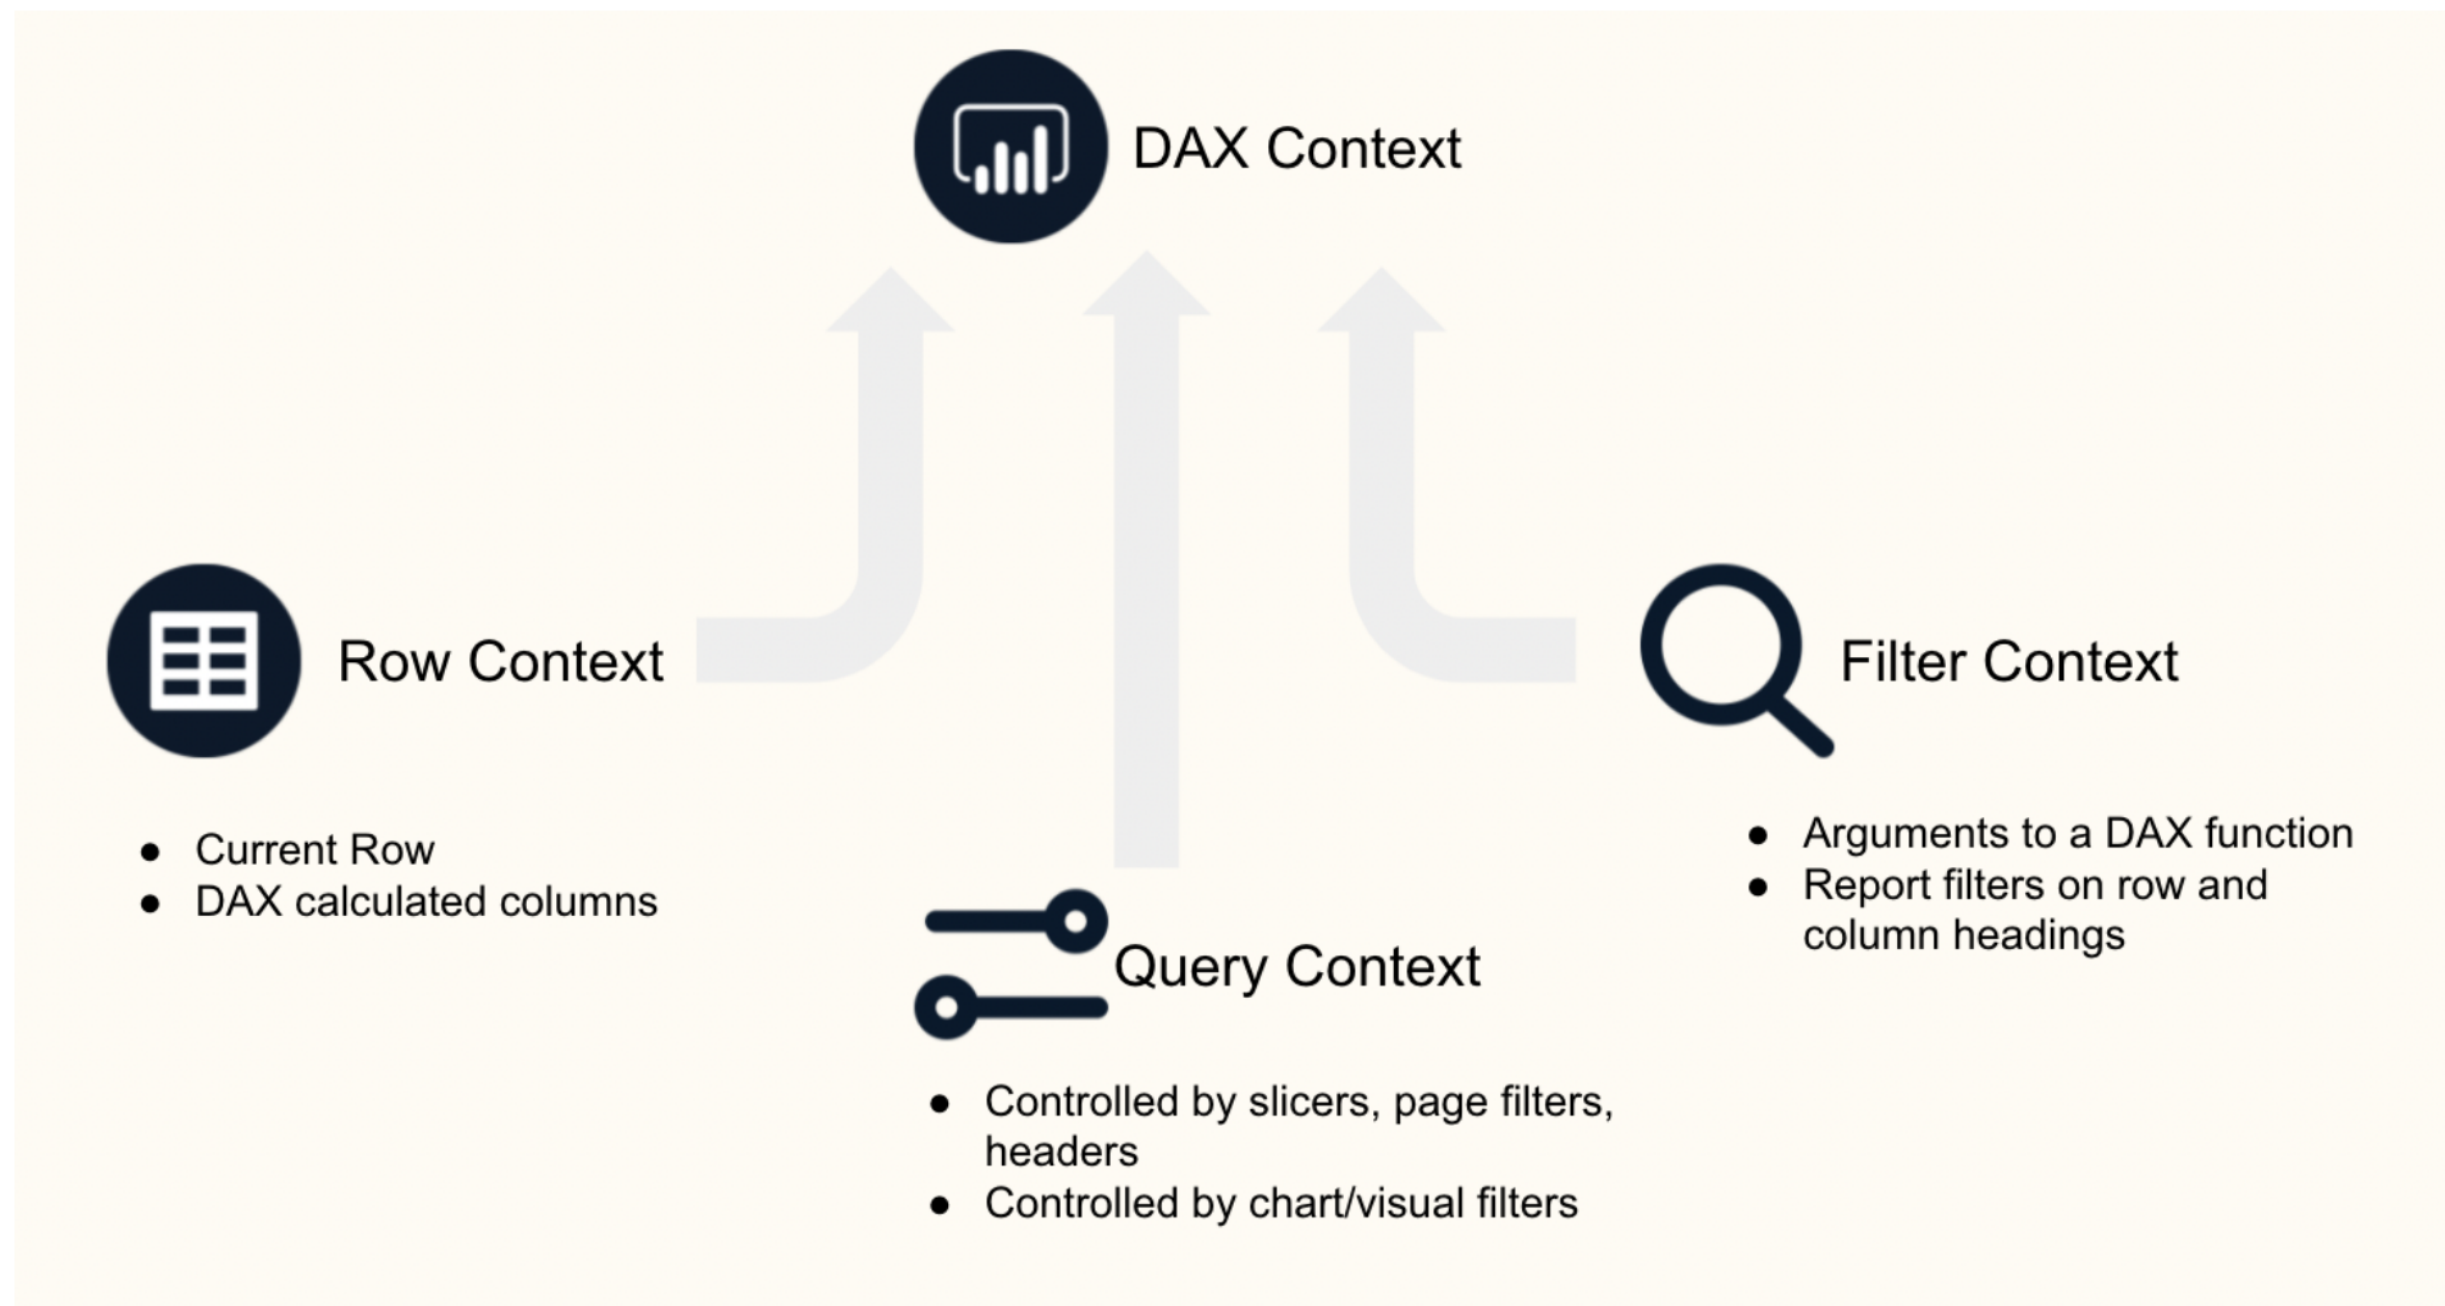 DAX Context
Row Context
● Current Row
● DAX calculated columns
Query Context
● Controlled by slicers, page filters,
headers
● Controlled by chart/visual filters
Filter Context
● Arguments to a DAX function
● Report filters on row and
column headings